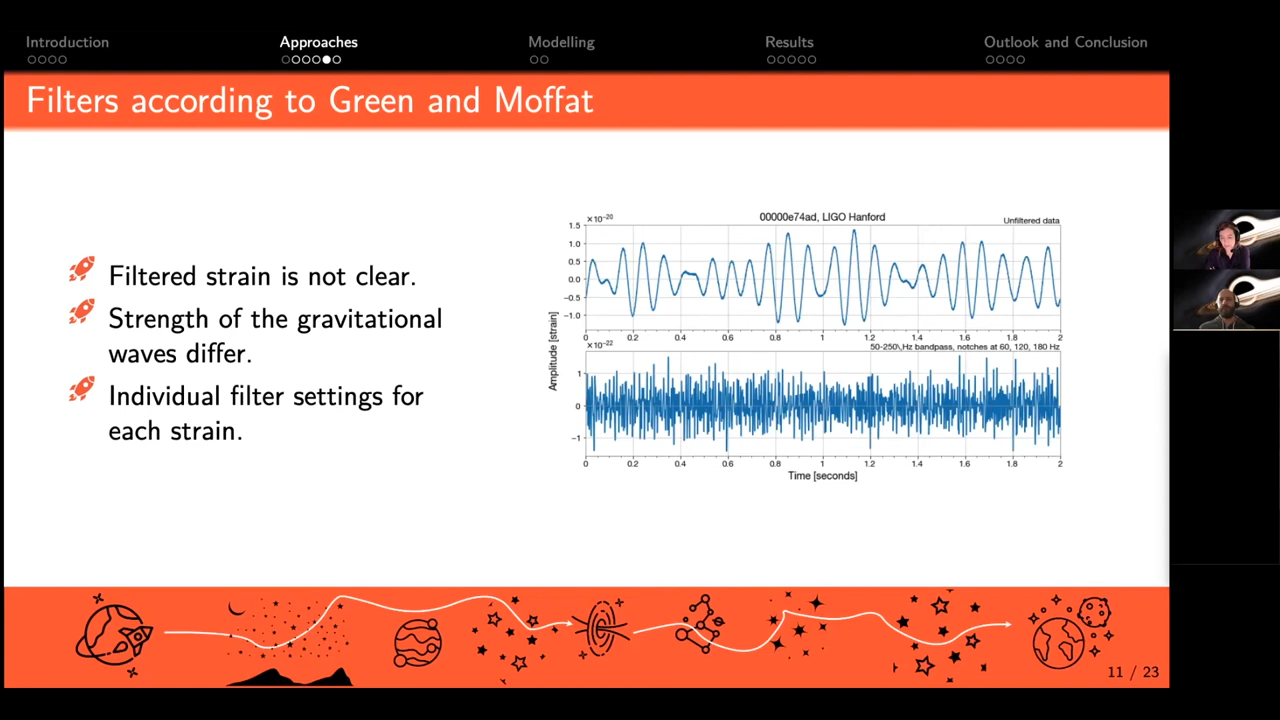 Introduction Approaches Modelling Results Outlook and Conclusion
Filters according to Green and Moffat
Filtered strain is not clear.
Strength of the gravitational
waves differ.
Individual filter settings for
each strain.
00000e74ad, LIGO Hanford
×10⁻²⁰ Unfiltered data
1.5
1.0
0.5
0.0
−0.5
−1.0
0 0.2 0.4 0.6 0.8 1 1.2 1.4 1.6 1.8 2
×10⁻²² 50-250\,Hz bandpass, notches at 60, 120, 180 Hz
1
0
−1
0 0.2 0.4 0.6 0.8 1 1.2 1.4 1.6 1.8 2
Amplitude [strain]
Time [seconds]
11 / 23